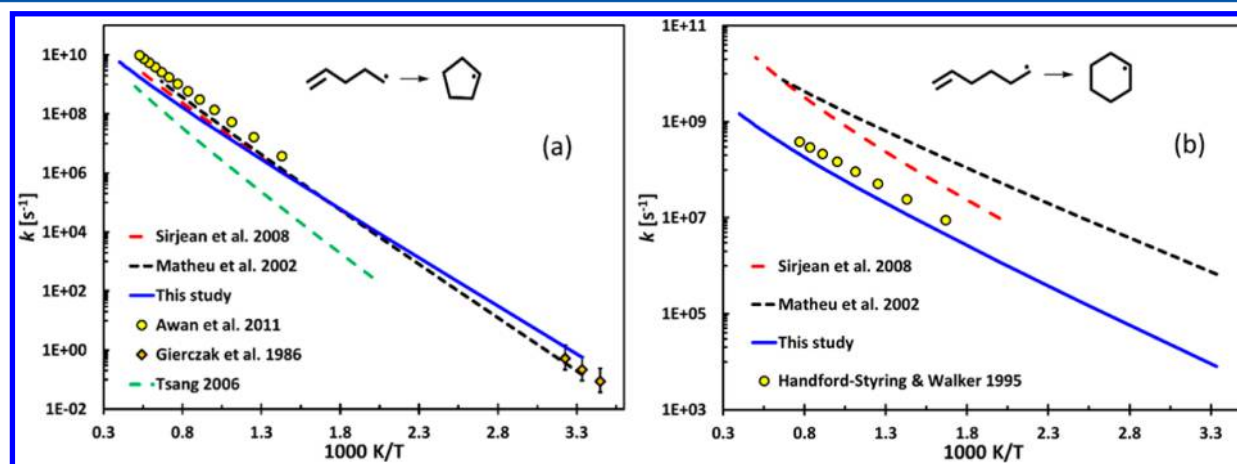 1E+10
1E+08
1E+06
1E+04
1E+02
1E+00
1E-02
k [s⁻¹]
(a)
Sirjean et al. 2008
Matheu et al. 2002
This study
Awan et al. 2011
Gierczak et al. 1986
Tsang 2006
0.3 0.8 1.3 1.8 2.3 2.8 3.3
1000 K/T
1E+11
1E+09
1E+07
1E+05
1E+03
k [s⁻¹]
(b)
Sirjean et al. 2008
Matheu et al. 2002
This study
Handford-Styring & Walker 1995
0.3 0.8 1.3 1.8 2.3 2.8 3.3
1000 K/T